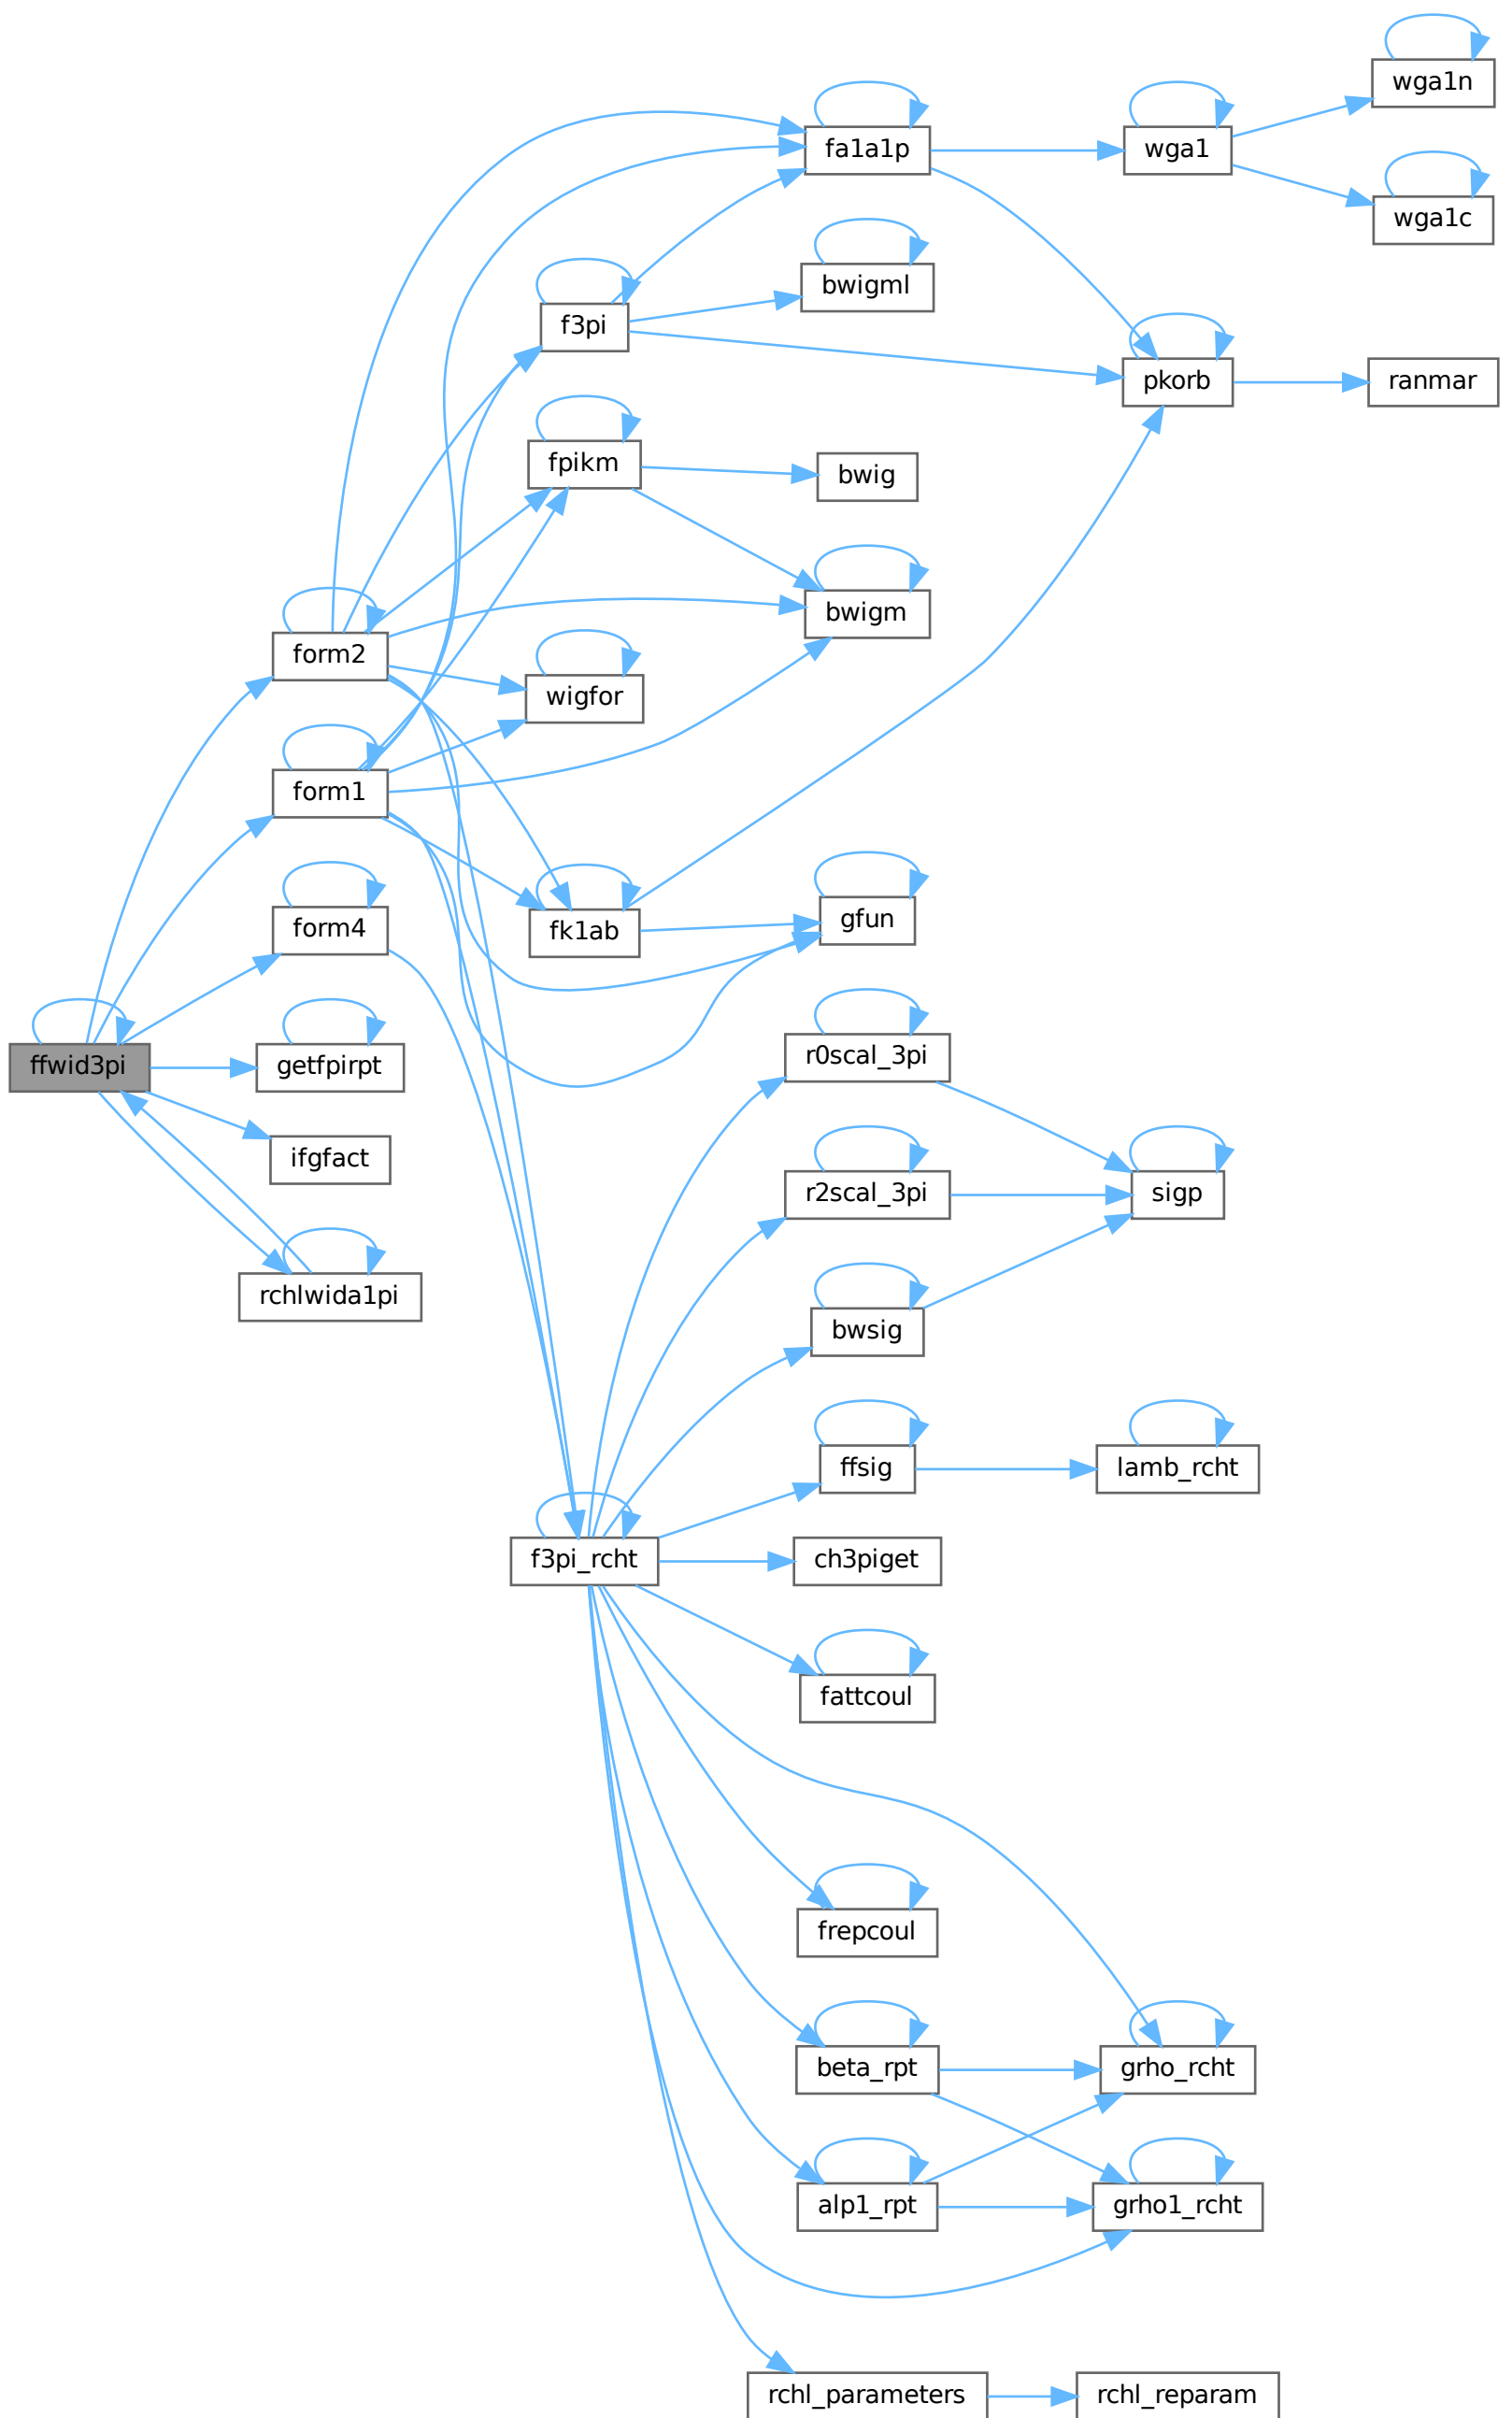 wga1n
fa1a1p
wga1
wga1c
bwigml
f3pi
pkorb
ranmar
fpikm
bwig
bwigm
form2
wigfor
form1
gfun
form4
fk1ab
r0scal_3pi
ffwid3pi
getfpirpt
ifgfact
r2scal_3pi
sigp
rchlwida1pi
bwsig
ffsig
lamb_rcht
f3pi_rcht
ch3piget
fattcoul
frepcoul
beta_rpt
grho_rcht
alp1_rpt
grho1_rcht
rchl_parameters
rchl_reparam